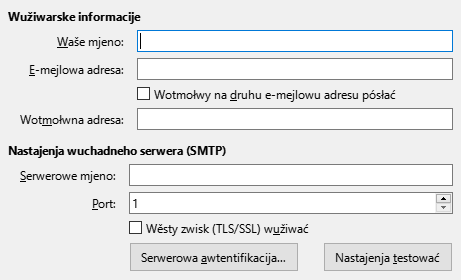 Wužiwarske informacije
Waše mjeno:
E-mejlowa adresa:
Wotmołwy na druhu e-mejlowu adresu pósłać
Wotmołwna adresa:
Nastajenja wuchadneho serwera (SMTP)
Serwerowe mjeno:
Port: 1
Wěsty zwisk (TLS/SSL) wužiwać
Serwerowa awtentifikacija... Nastajenja testować